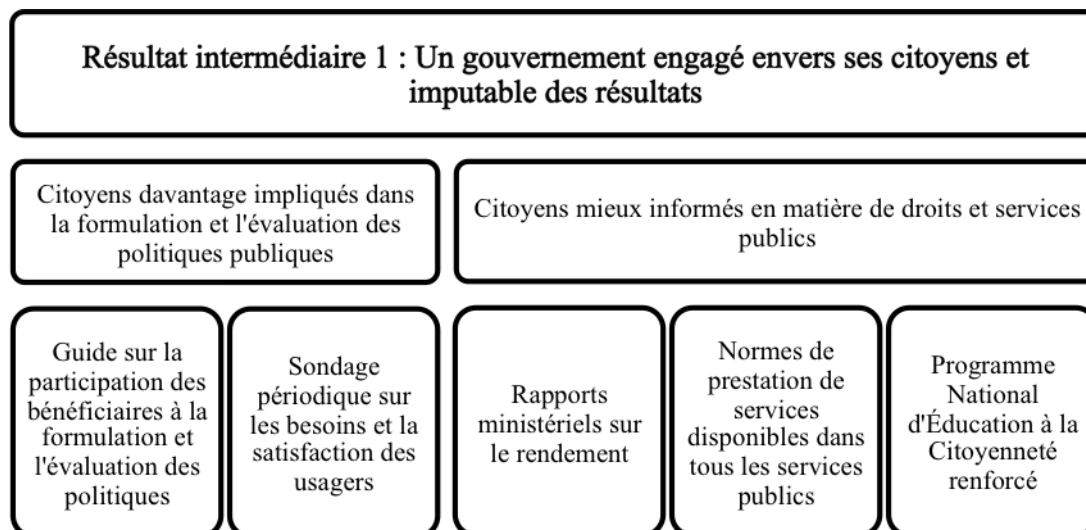 Résultat intermédiaire 1 : Un gouvernement engagé envers ses citoyens et
imputable des résultats
Citoyens davantage impliqués dans
la formulation et l'évaluation des
politiques publiques
Citoyens mieux informés en matière de droits et services
publics
Guide sur la
participation des
bénéficiaires à la
formulation et
l'évaluation des
politiques
Sondage
périodique sur
les besoins et la
satisfaction des
usagers
Rapports
ministériels sur
le rendement
Normes de
prestation de
services
disponibles dans
tous les services
publics
Programme
National
d'Éducation à la
Citoyenneté
renforcé